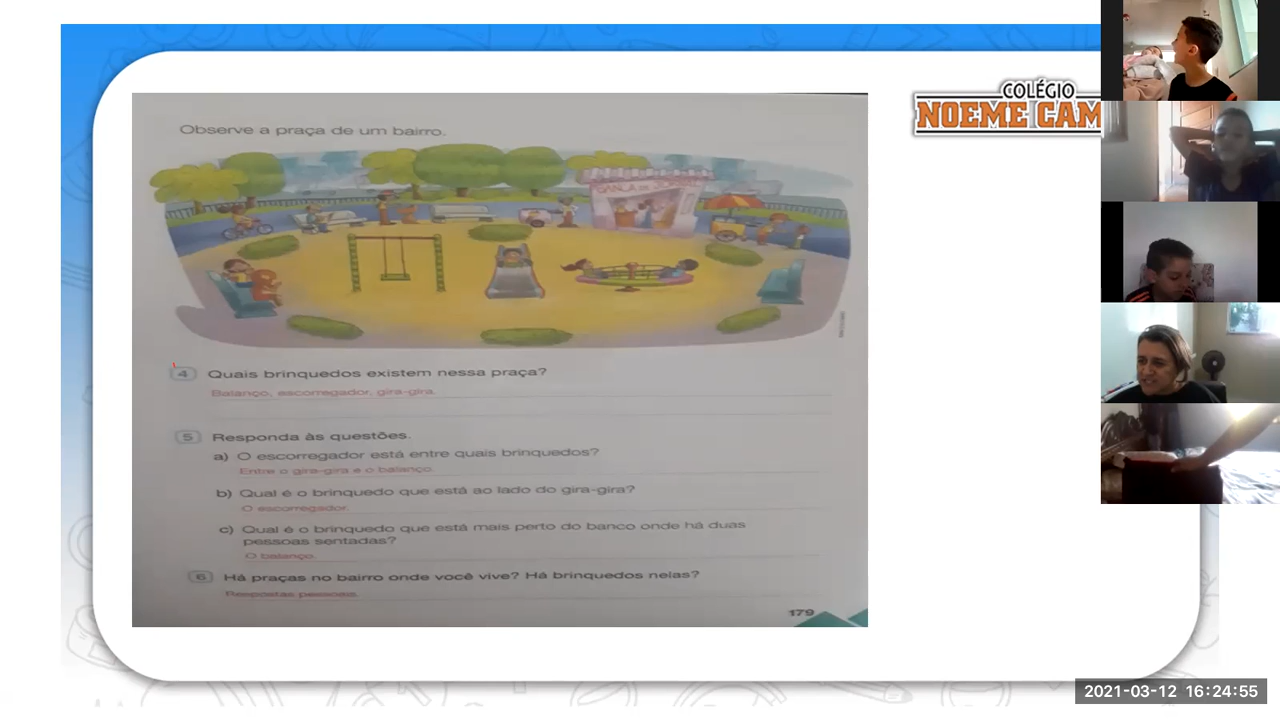 COLÉGIO
NOEME CAM
Observe a praça de um bairro.
BANCA DE JORNAL
4 Quais brinquedos existem nessa praça?
Balanço, escorregador, gira-gira.
5 Responda às questões.
a) O escorregador está entre quais brinquedos?
Entre o gira-gira e o balanço.
b) Qual é o brinquedo que está ao lado do gira-gira?
O escorregador.
c) Qual é o brinquedo que está mais perto do banco onde há duas
pessoas sentadas?
O balanço.
6 Há praças no bairro onde você vive? Há brinquedos nelas?
Respostas pessoais.
179
2021-03-12 16:24:55